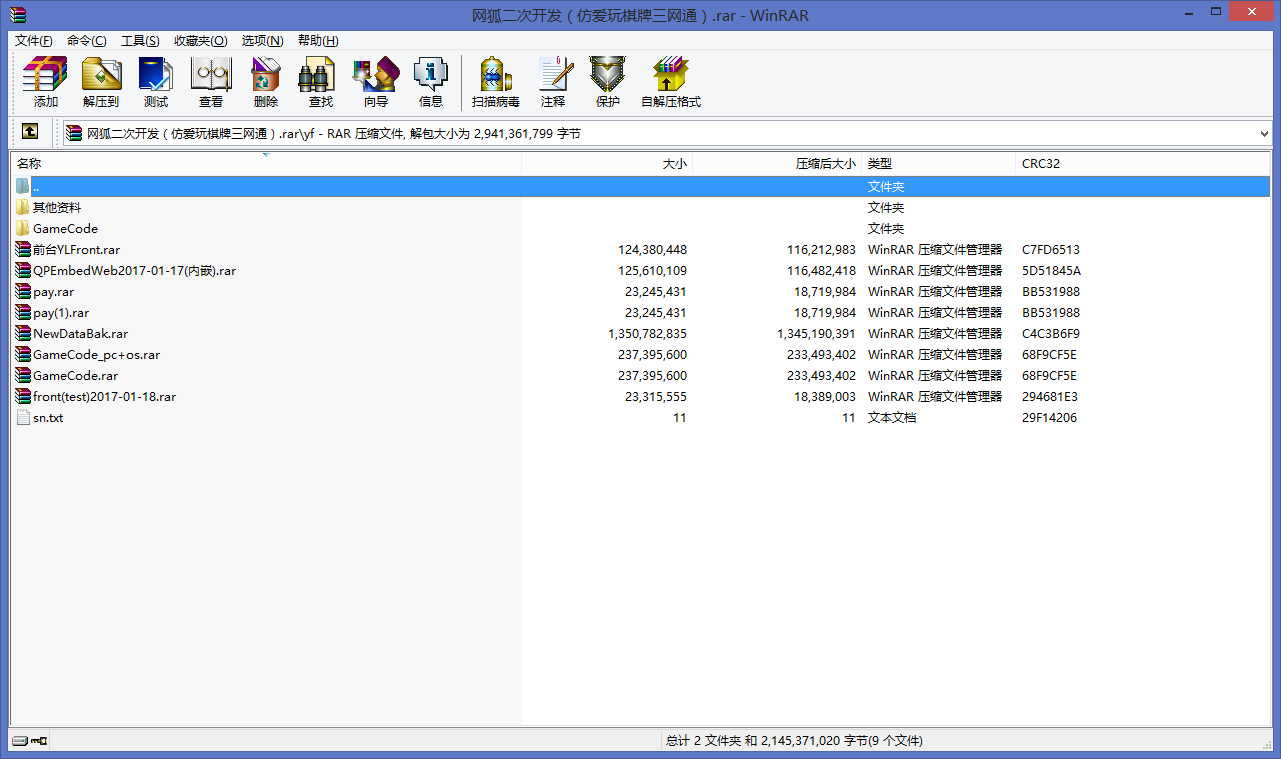 网狐二次开发（仿爱玩棋牌三网通）.rar - WinRAR
文件(F) 命令(C) 工具(S) 收藏夹(O) 选项(N) 帮助(H)
添加 解压到 测试 查看 删除 查找 向导 信息 扫描病毒 注释 保护 自解压格式
网狐二次开发（仿爱玩棋牌三网通）.rar\yf - RAR 压缩文件, 解包大小为 2,941,361,799 字节
名称 大小 压缩后大小 类型 CRC32
.. 文件夹
其他资料 文件夹
GameCode 文件夹
前台YLFront.rar 124,380,448 116,212,983 WinRAR 压缩文件管理器 C7FD6513
QPEmbedWeb2017-01-17(内嵌).rar 125,610,109 116,482,418 WinRAR 压缩文件管理器 5D51845A
pay.rar 23,245,431 18,719,984 WinRAR 压缩文件管理器 BB531988
pay(1).rar 23,245,431 18,719,984 WinRAR 压缩文件管理器 BB531988
NewDataBak.rar 1,350,782,835 1,345,190,391 WinRAR 压缩文件管理器 C4C3B6F9
GameCode_pc+os.rar 237,395,600 233,493,402 WinRAR 压缩文件管理器 68F9CF5E
GameCode.rar 237,395,600 233,493,402 WinRAR 压缩文件管理器 68F9CF5E
front(test)2017-01-18.rar 23,315,555 18,389,003 WinRAR 压缩文件管理器 294681E3
sn.txt 11 11 文本文档 29F14206
总计 2 文件夹 和 2,145,371,020 字节(9 个文件)